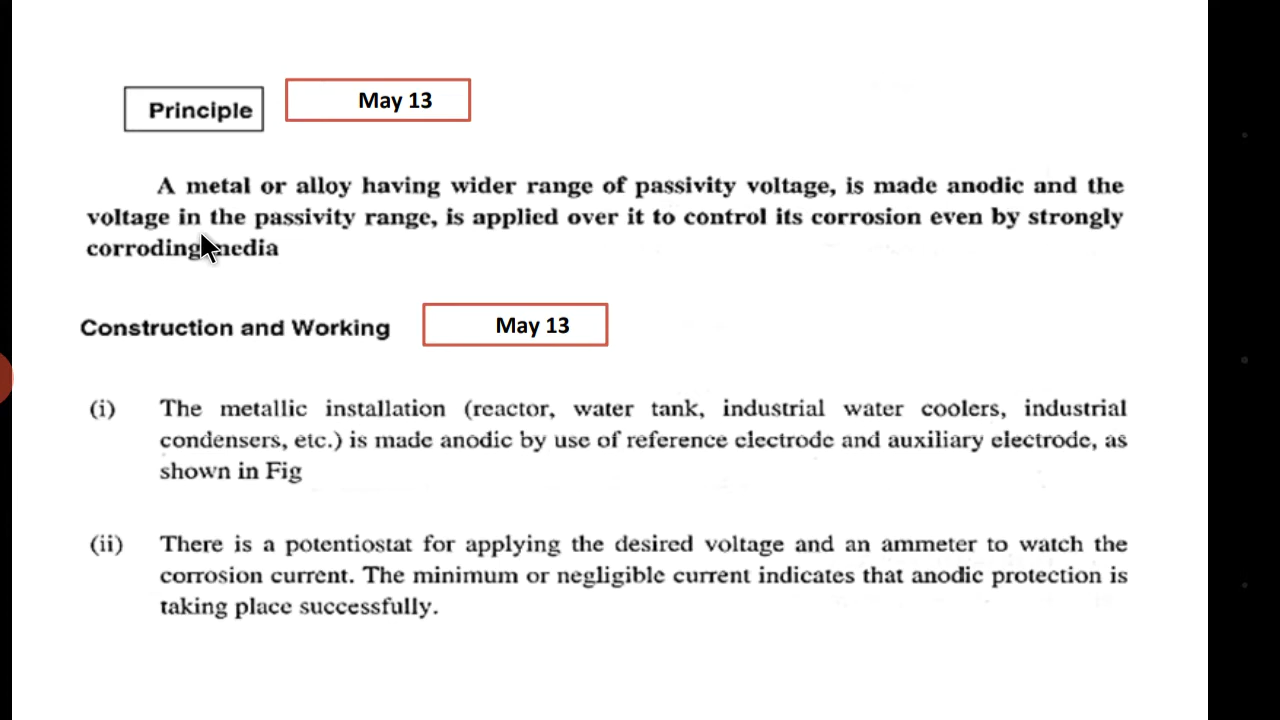 Principle
May 13
A metal or alloy having wider range of passivity voltage, is made anodic and the
voltage in the passivity range, is applied over it to control its corrosion even by strongly
corroding media
Construction and Working
May 13
(i) The metallic installation (reactor, water tank, industrial water coolers, industrial
condensers, etc.) is made anodic by use of reference electrode and auxiliary electrode, as
shown in Fig
(ii) There is a potentiostat for applying the desired voltage and an ammeter to watch the
corrosion current. The minimum or negligible current indicates that anodic protection is
taking place successfully.